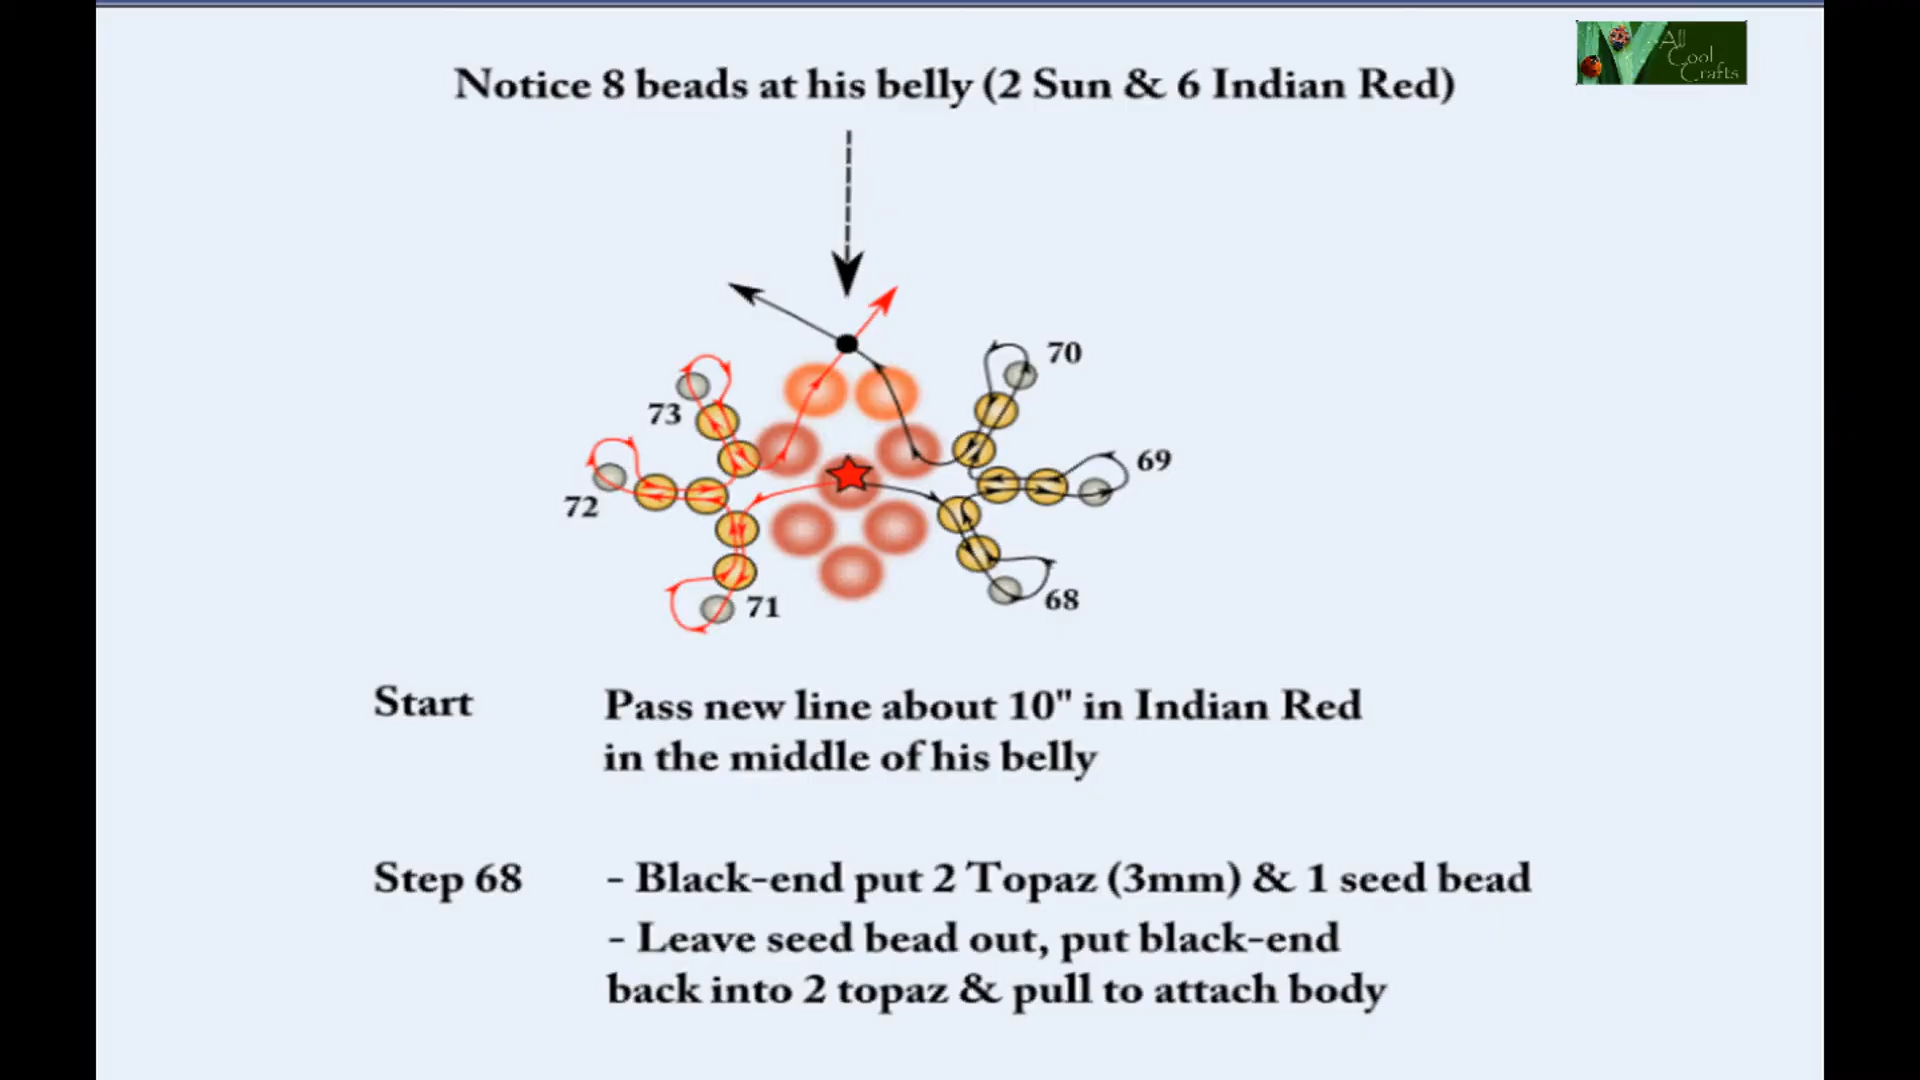 All
Cool
Crafts
Notice 8 beads at his belly (2 Sun & 6 Indian Red)
70
73
69
72
71
68
Start Pass new line about 10" in Indian Red
in the middle of his belly
Step 68 - Black-end put 2 Topaz (3mm) & 1 seed bead
- Leave seed bead out, put black-end
back into 2 topaz & pull to attach body